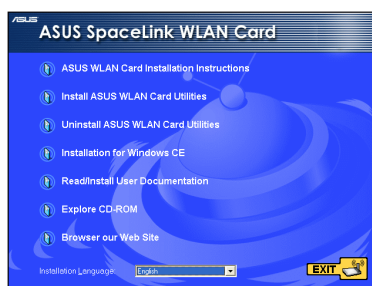 ASUS
ASUS SpaceLink WLAN Card
ASUS WLAN Card Installation Instructions
Install ASUS WLAN Card Utilities
Uninstall ASUS WLAN Card Utilities
Installation for Windows CE
Read/Install User Documentation
Explore CD-ROM
Browser our Web Site
Installation Language: English
EXIT